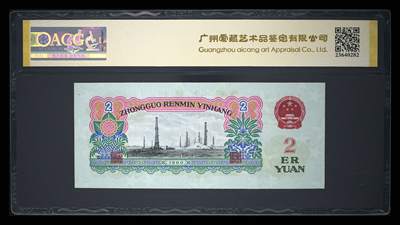 OACG
广州爱藏艺术品鉴定有限公司
Guangzhou aicang art Appraisal Co., Ltd.
23640282
2
2
ZHONGGUO RENMIN YINHANG
1960
2
ER
YUAN